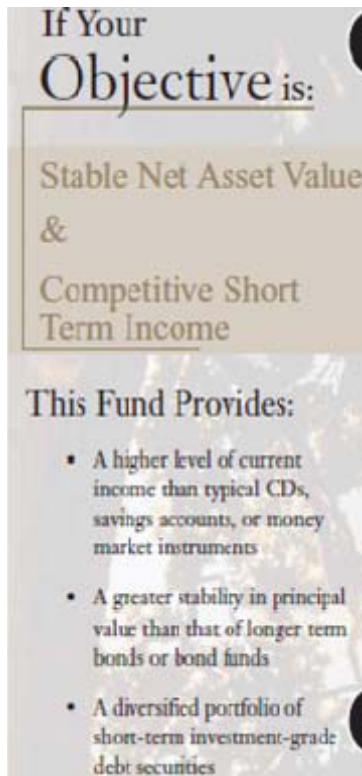 If Your
Objective is:
Stable Net Asset Value
&
Competitive Short
Term Income
This Fund Provides:
• A higher level of current
income than typical CDs,
savings accounts, or money
market instruments
• A greater stability in principal
value than that of longer term
bonds or bond funds
• A diversified portfolio of
short-term investment-grade
debt securities